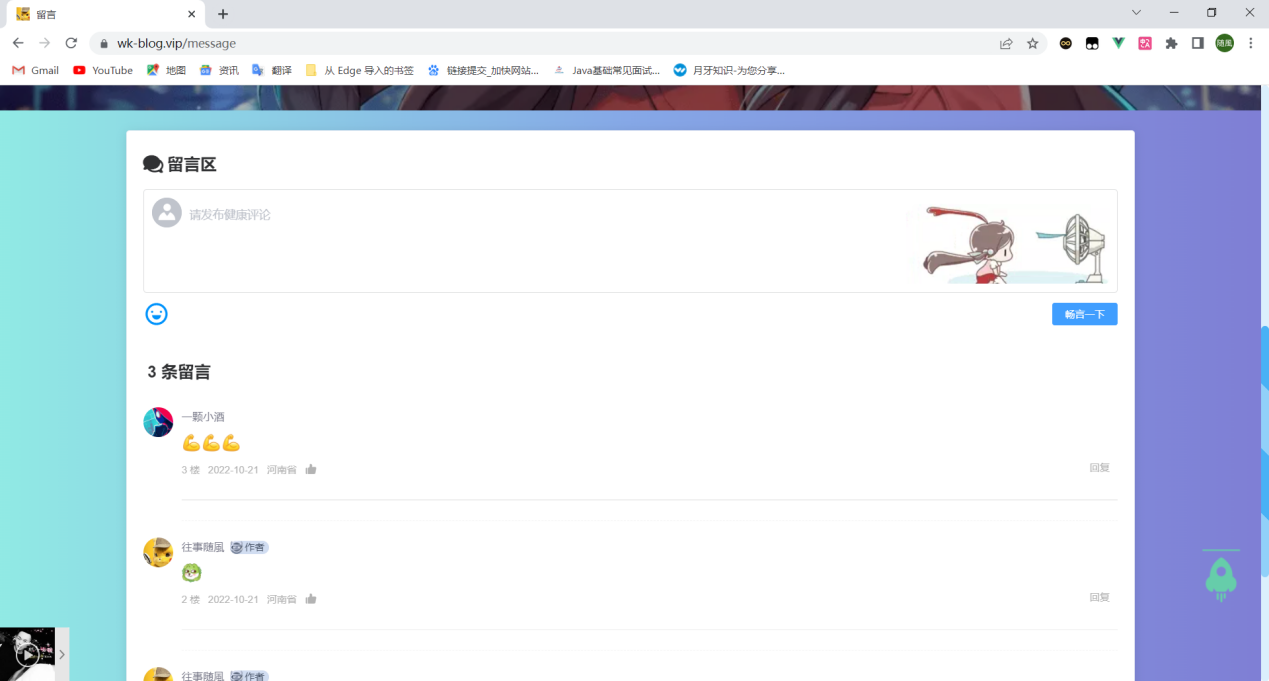 留言
wk-blog.vip/message
随風
Gmail YouTube 地图 资讯 翻译 从 Edge 导入的书签 链接提交_加快网站... Java基础常见面试... 月牙知识-为您分享...
留言区
请发布健康评论
畅言一下
3 条留言
一颗小酒
3 楼 2022-10-21 河南省
回复
往事随風 作者
2 楼 2022-10-21 河南省
回复
往事随風 作者